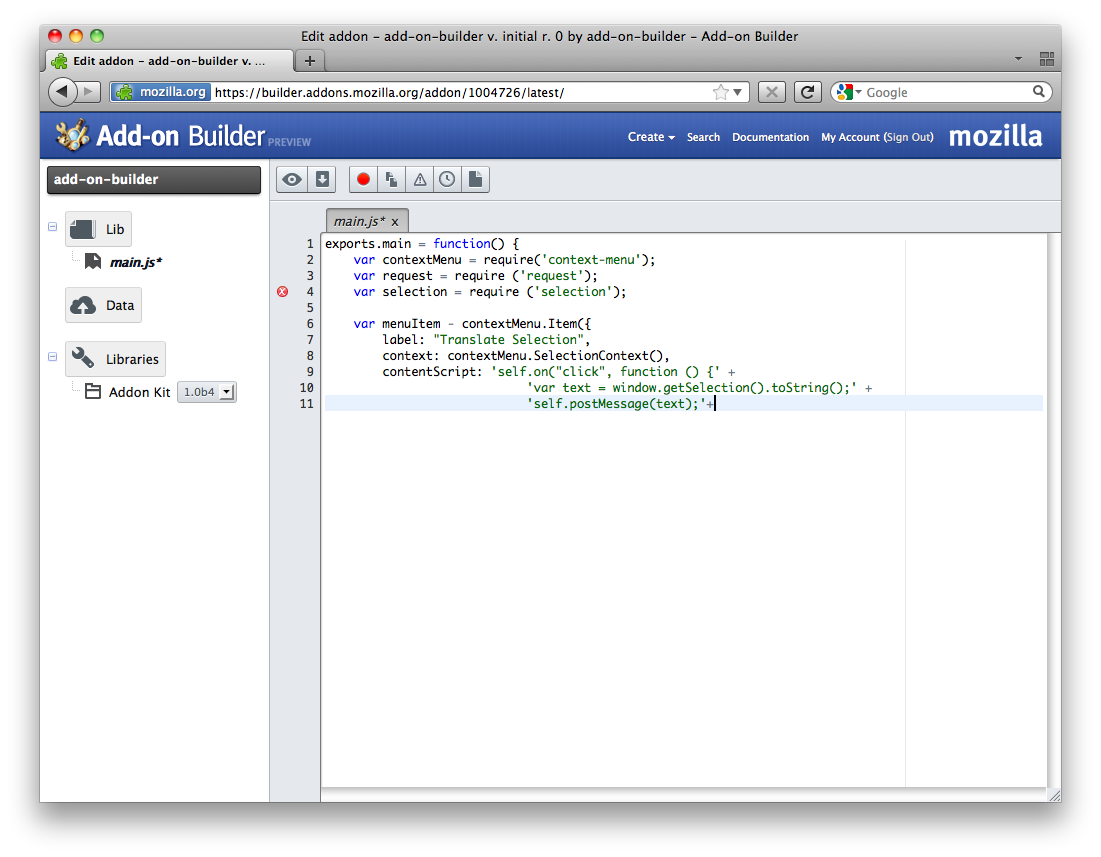 Edit addon - add-on-builder v. initial r. 0 by add-on-builder - Add-on Builder
Edit addon - add-on-builder v. ...
mozilla.org https://builder.addons.mozilla.org/addon/1004726/latest/ Google
Add-on Builder PREVIEW Create Search Documentation My Account (Sign Out) mozilla
add-on-builder
Lib
main.js*
Data
Libraries
Addon Kit 1.0b4
main.js* x
1 exports.main = function() {
2 var contextMenu = require('context-menu');
3 var request = require ('request');
4 var selection = require ('selection');
5
6 var menuItem - contextMenu.Item({
7 label: "Translate Selection",
8 context: contextMenu.SelectionContext(),
9 contentScript: 'self.on("click", function () {' +
10 'var text = window.getSelection().toString();' +
11 'self.postMessage(text);'+